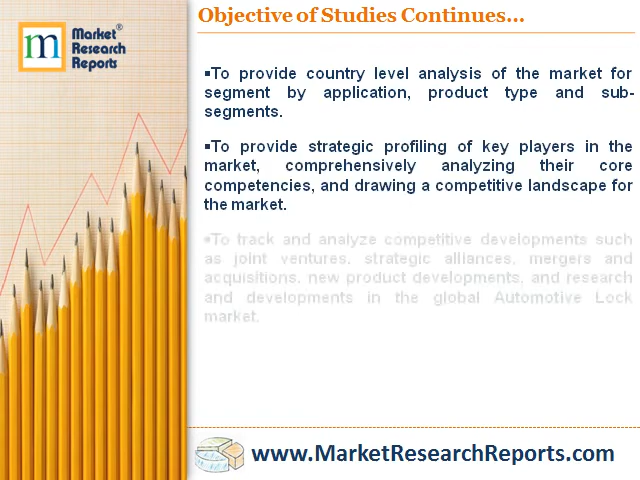 m
Market®
Research
Reports
Objective of Studies Continues...
▪To provide country level analysis of the market for
segment by application, product type and sub-
segments.
▪To provide strategic profiling of key players in the
market, comprehensively analyzing their core
competencies, and drawing a competitive landscape for
the market.
▪To track and analyze competitive developments such
as joint ventures, strategic alliances, mergers and
acquisitions, new product developments, and research
and developments in the global Automotive Lock
market.
www.MarketResearchReports.com